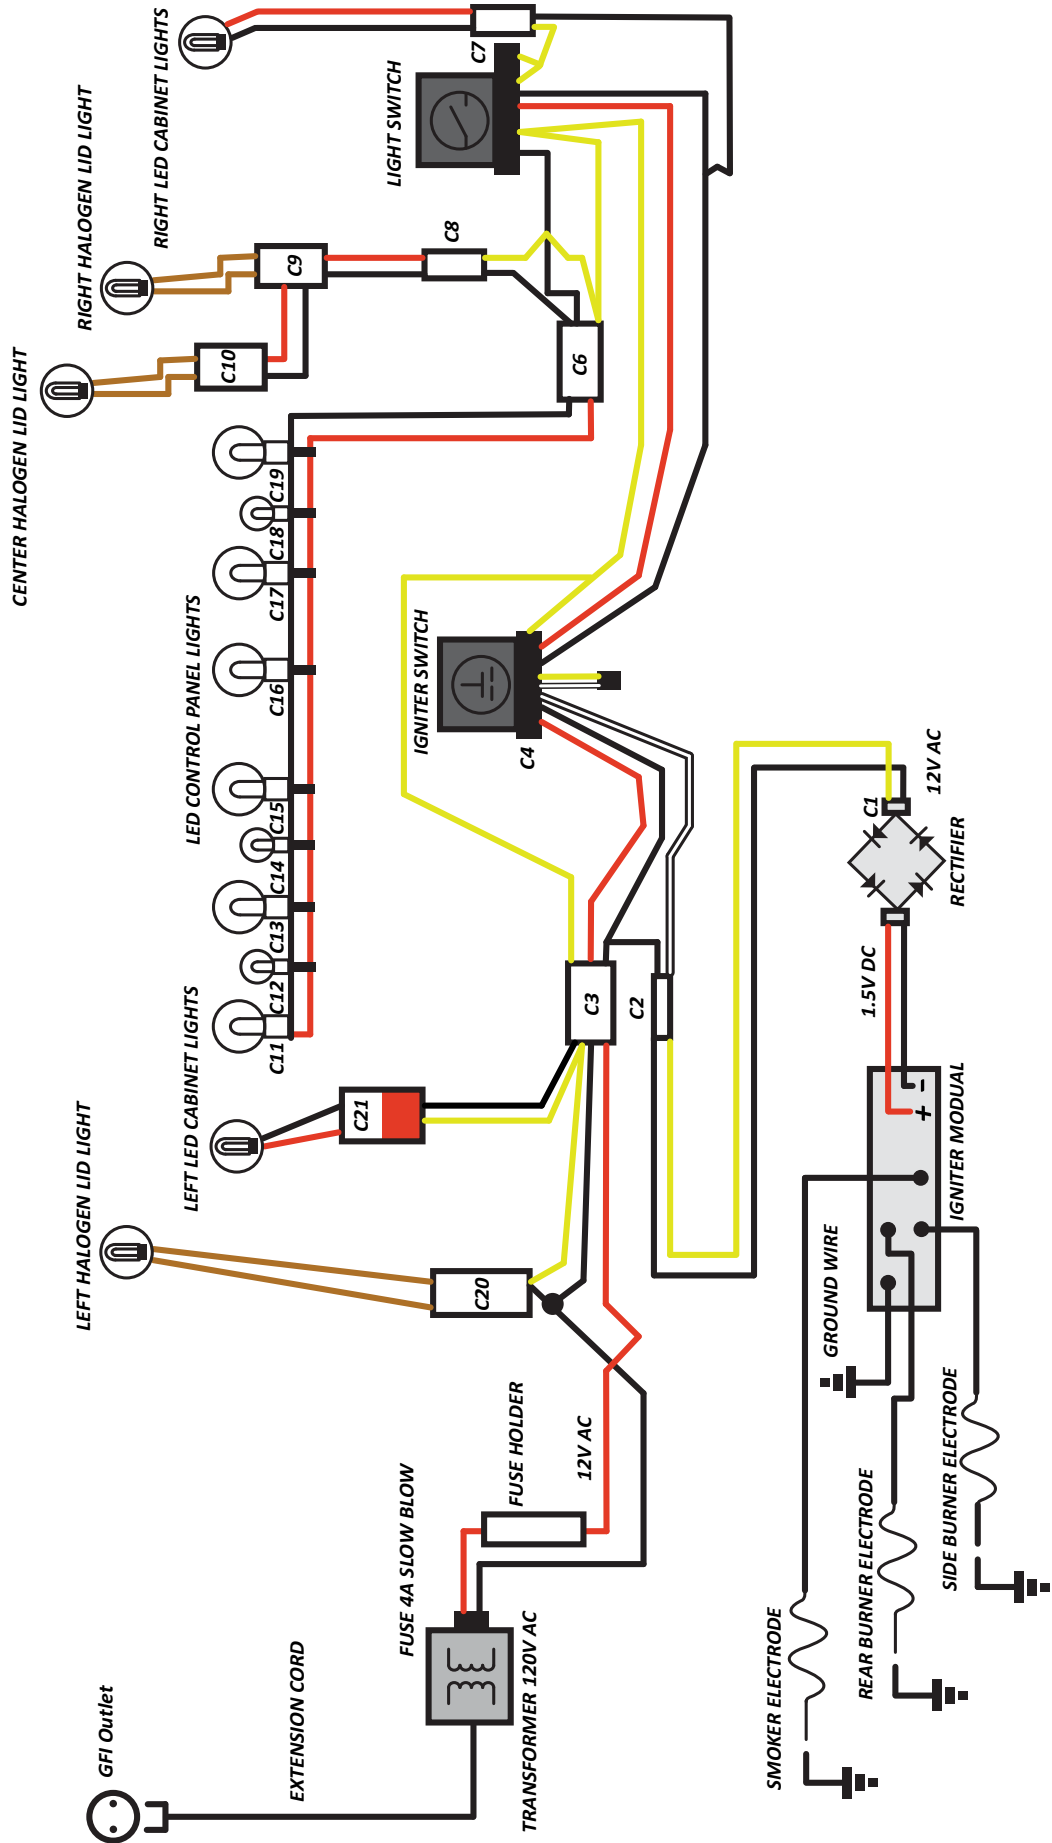 GFI Outlet
EXTENSION CORD
TRANSFORMER 120V AC
FUSE 4A SLOW BLOW
FUSE HOLDER
12V AC
LEFT HALOGEN LID LIGHT
C20
LEFT LED CABINET LIGHTS
C21
C3
C2
LED CONTROL PANEL LIGHTS
C11
C12
C13
C14
C15
C16
C17
C18
C19
CENTER HALOGEN LID LIGHT
C10
RIGHT HALOGEN LID LIGHT
C9
C8
C6
RIGHT LED CABINET LIGHTS
C7
LIGHT SWITCH
IGNITER SWITCH
C4
C1
12V AC
RECTIFIER
1.5V DC
+ -
IGNITER MODUAL
GROUND WIRE
SMOKER ELECTRODE
REAR BURNER ELECTRODE
SIDE BURNER ELECTRODE